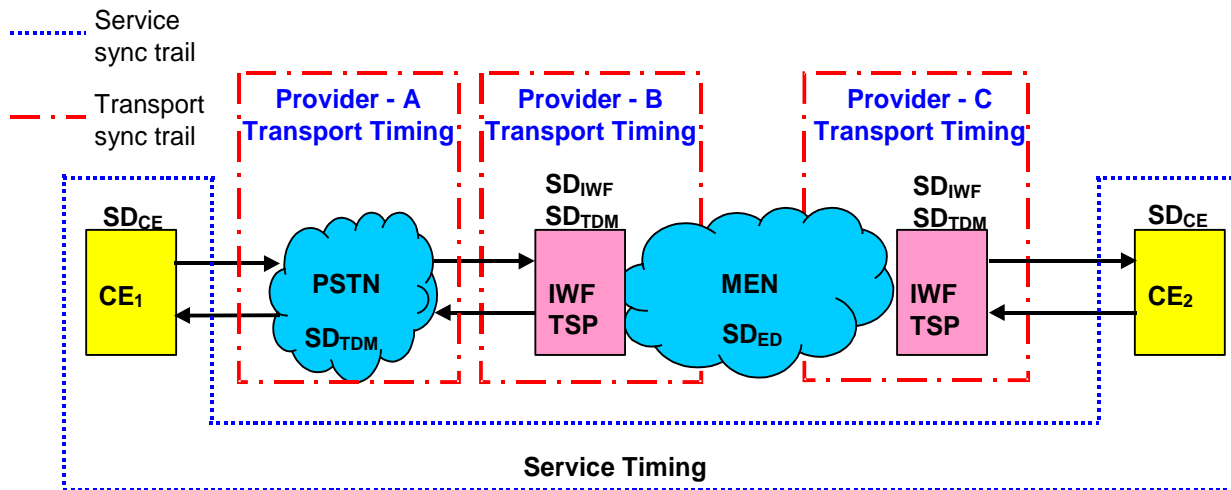 Service
sync trail
Transport
sync trail
Provider - A
Transport Timing
Provider - B
Transport Timing
Provider - C
Transport Timing
SDCE
CE1
PSTN
SDTDM
SDIWF
SDTDM
IWF
TSP
MEN
SDED
SDIWF
SDTDM
IWF
TSP
SDCE
CE2
Service Timing